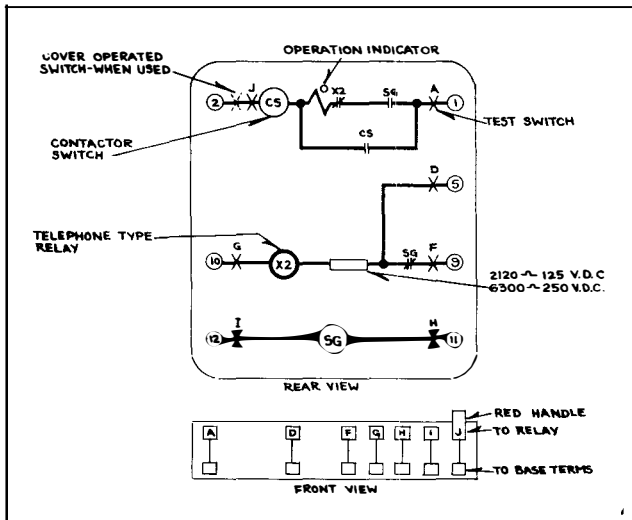 COVER OPERATED
SWITCH-WHEN USED
OPERATION INDICATOR
2
J
CS
X2
SG
A
1
TEST SWITCH
CONTACTOR
SWITCH
CS
D
5
TELEPHONE TYPE
RELAY
G
10
X2
SG
F
9
2120 ~ 125 V.D.C
6300 ~ 250 V.D.C.
I
12
SG
H
11
REAR VIEW
RED HANDLE
A D F G H I J
TO RELAY
TO BASE TERMS
FRONT VIEW